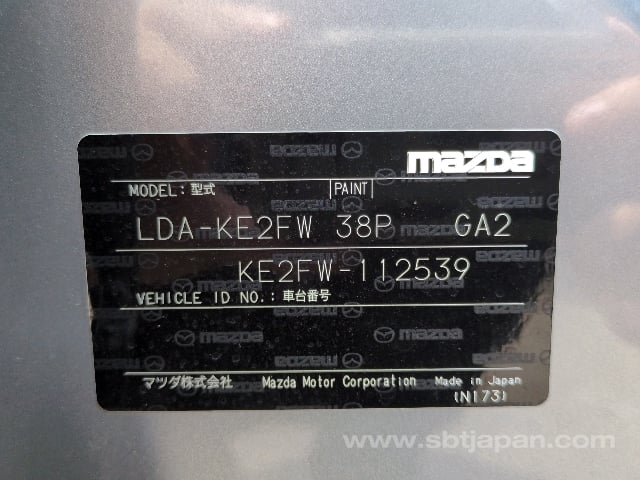 mazda
MODEL: 型式 PAINT
LDA-KE2FW 38P GA2
KE2FW-112539
VEHICLE ID NO.: 車台番号
マツダ株式会社 Mazda Motor Corporation Made in Japan
(N173)
www.sbtjapan.com